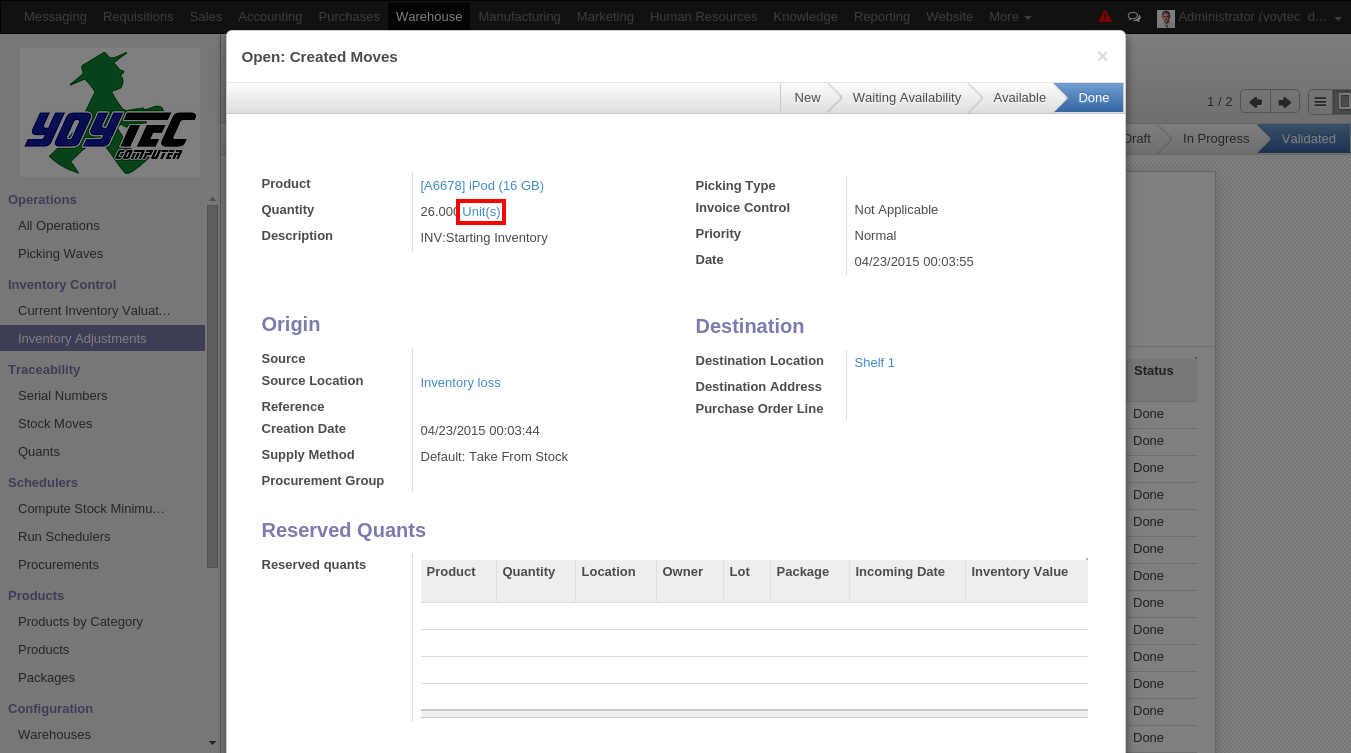 Messaging Requisitions Sales Accounting Purchases Warehouse Manufacturing Marketing Human Resources Knowledge Reporting Website More Administrator (yoytec_d...
YOYTEC
COMPUTER
Operations
All Operations
Picking Waves
Inventory Control
Current Inventory Valuat...
Inventory Adjustments
Traceability
Serial Numbers
Stock Moves
Quants
Schedulers
Compute Stock Minimu...
Run Schedulers
Procurements
Products
Products by Category
Products
Packages
Configuration
Warehouses
Open: Created Moves ×
New Waiting Availability Available Done
Product [A6678] iPod (16 GB)
Quantity 26.000 Unit(s)
Description INV:Starting Inventory
Picking Type
Invoice Control Not Applicable
Priority Normal
Date 04/23/2015 00:03:55
Origin
Source
Source Location Inventory loss
Reference
Creation Date 04/23/2015 00:03:44
Supply Method Default: Take From Stock
Procurement Group
Destination
Destination Location Shelf 1
Destination Address
Purchase Order Line
Reserved Quants
Reserved quants
Product Quantity Location Owner Lot Package Incoming Date Inventory Value
1 / 2
Draft In Progress Validated
Status
Done
Done
Done
Done
Done
Done
Done
Done
Done
Done
Done
Done
Done